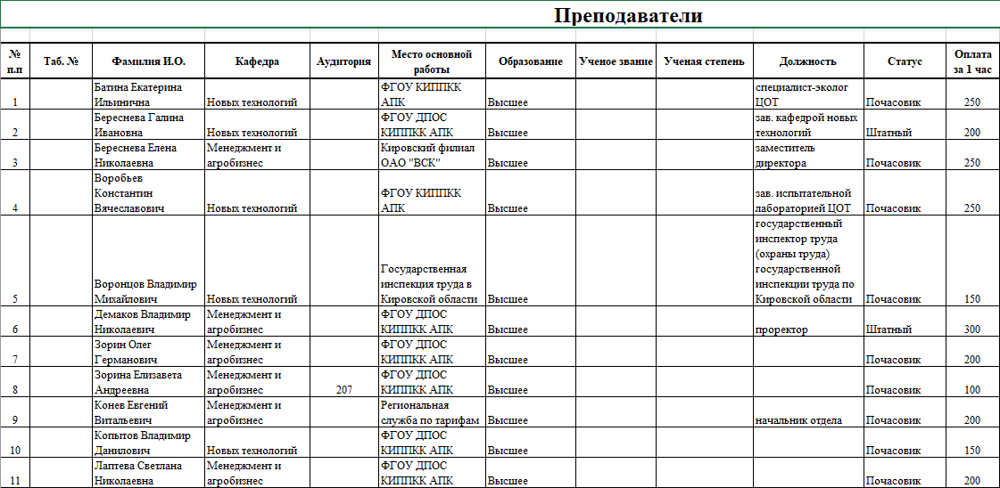 Преподаватели
№ п.п Таб. № Фамилия И.О. Кафедра Аудитория Место основной работы Образование Ученое звание Ученая степень Должность Статус Оплата за 1 час
1 Батина Екатерина Ильинична Новых технологий ФГОУ КИППКК АПК Высшее специалист-эколог ЦОТ Почасовик 250
2 Береснева Галина Ивановна Новых технологий ФГОУ ДПОС КИППКК АПК Высшее зав. кафедрой новых технологий Штатный 200
3 Береснева Елена Николаевна Менеджмент и агробизнес Кировский филиал ОАО "ВСК" Высшее заместитель директора Почасовик 250
4 Воробьев Константин Вячеславович Новых технологий ФГОУ КИППКК АПК Высшее зав. испытательной лабораторией ЦОТ Почасовик 250
5 Воронцов Владимир Михайлович Новых технологий Государственная инспекция труда в Кировской области Высшее государственный инспектор труда (охраны труда) государственной инспекции труда по Кировской области Почасовик 150
6 Демаков Владимир Николаевич Менеджмент и агробизнес ФГОУ ДПОС КИППКК АПК Высшее проректор Штатный 300
7 Зорин Олег Германович Менеджмент и агробизнес ФГОУ ДПОС КИППКК АПК Высшее Почасовик 200
8 Зорина Елизавета Андреевна Менеджмент и агробизнес 207 ФГОУ ДПОС КИППКК АПК Высшее Почасовик 100
9 Конев Евгений Витальевич Менеджмент и агробизнес Региональная служба по тарифам Высшее начальник отдела Почасовик 200
10 Копытов Владимир Данилович Новых технологий ФГОУ ДПОС КИППКК АПК Высшее Почасовик 150
11 Лаптева Светлана Николаевна Менеджмент и агробизнес ФГОУ ДПОС КИППКК АПК Высшее Почасовик 200